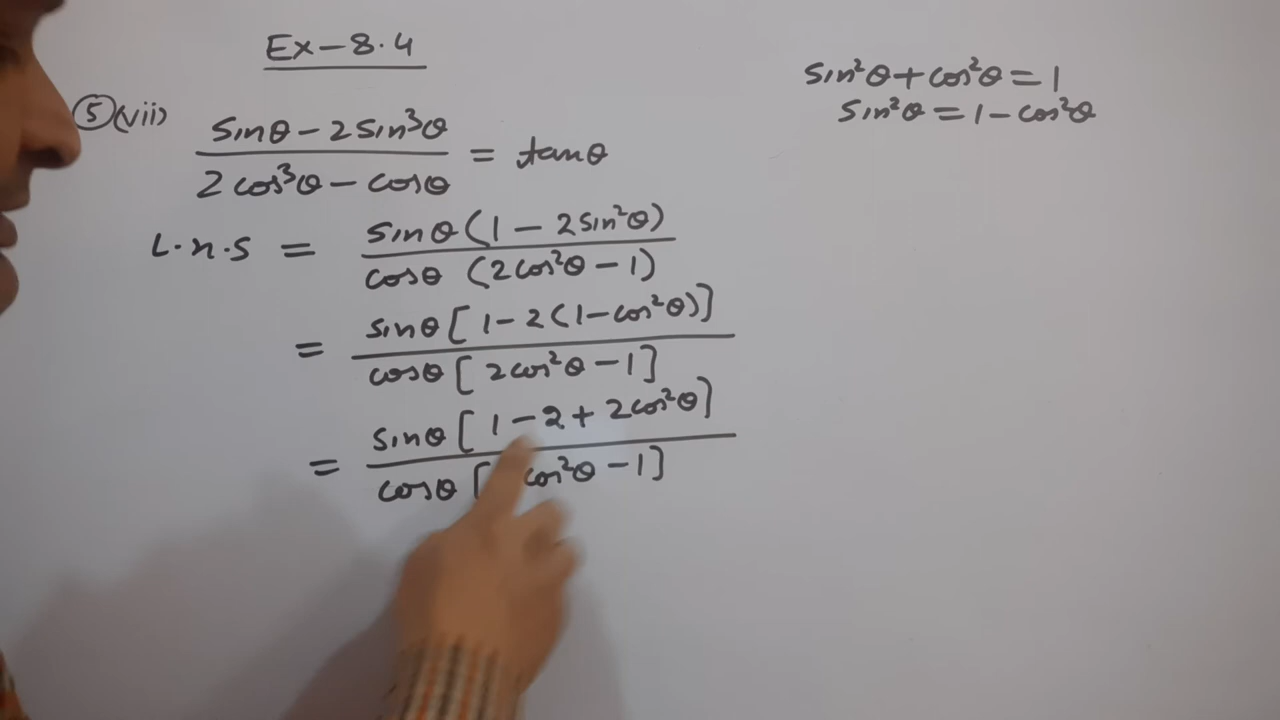 Ex-8.4
sin²θ + cos²θ = 1
sin²θ = 1 - cos²θ
⑤(vii) (sinθ - 2sin³θ)/(2cos³θ - cosθ) = tanθ
L.H.S = sinθ(1 - 2sin²θ)/cosθ(2cos²θ - 1)
= sinθ[1 - 2(1 - cos²θ)]/cosθ[2cos²θ - 1]
= sinθ[1 - 2 + 2cos²θ]/cosθ[ cos²θ - 1]